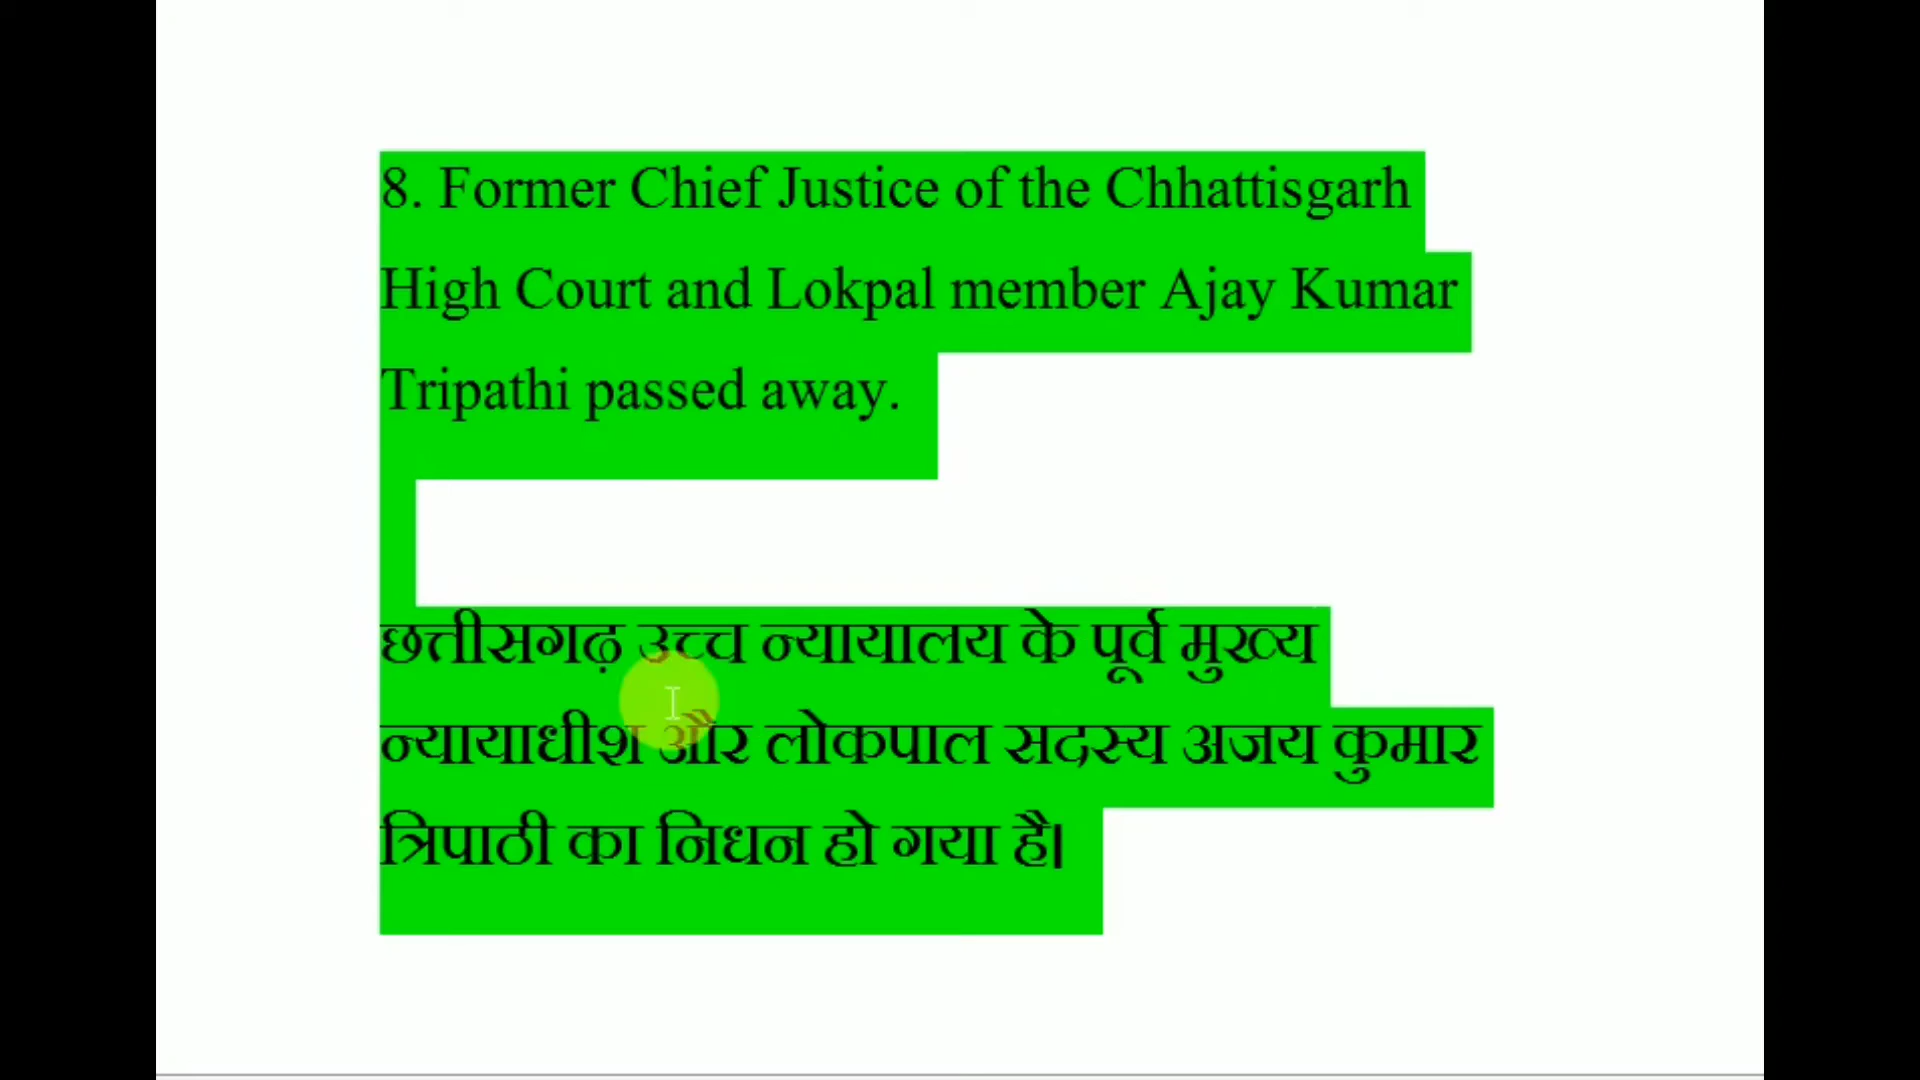 8. Former Chief Justice of the Chhattisgarh
High Court and Lokpal member Ajay Kumar
Tripathi passed away.
छत्तीसगढ़ उच्च न्यायालय के पूर्व मुख्य
न्यायाधीश और लोकपाल सदस्य अजय कुमार
त्रिपाठी का निधन हो गया है।